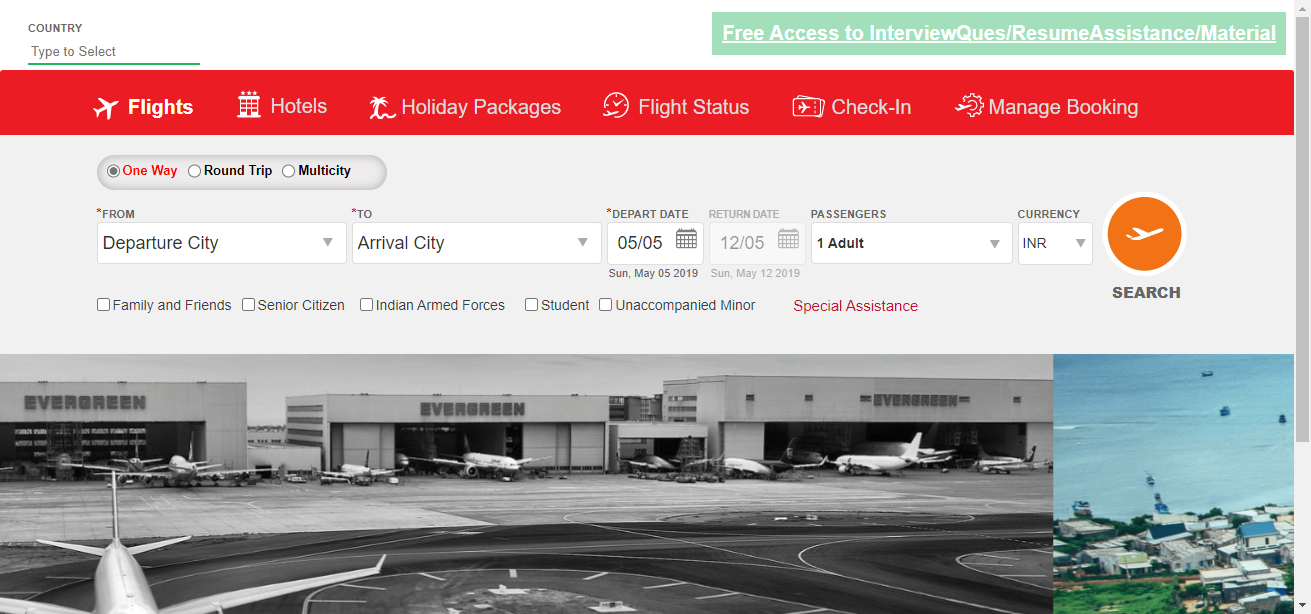 COUNTRY
Type to Select
Free Access to InterviewQues/ResumeAssistance/Material
Flights Hotels Holiday Packages Flight Status Check-In Manage Booking
One Way Round Trip Multicity
*FROM *TO *DEPART DATE RETURN DATE PASSENGERS CURRENCY
Departure City Arrival City 05/05 12/05 1 Adult INR
Sun, May 05 2019 Sun, May 12 2019
SEARCH
Family and Friends Senior Citizen Indian Armed Forces Student Unaccompanied Minor Special Assistance
EVERGREEN EVERGREEN EVERGREEN